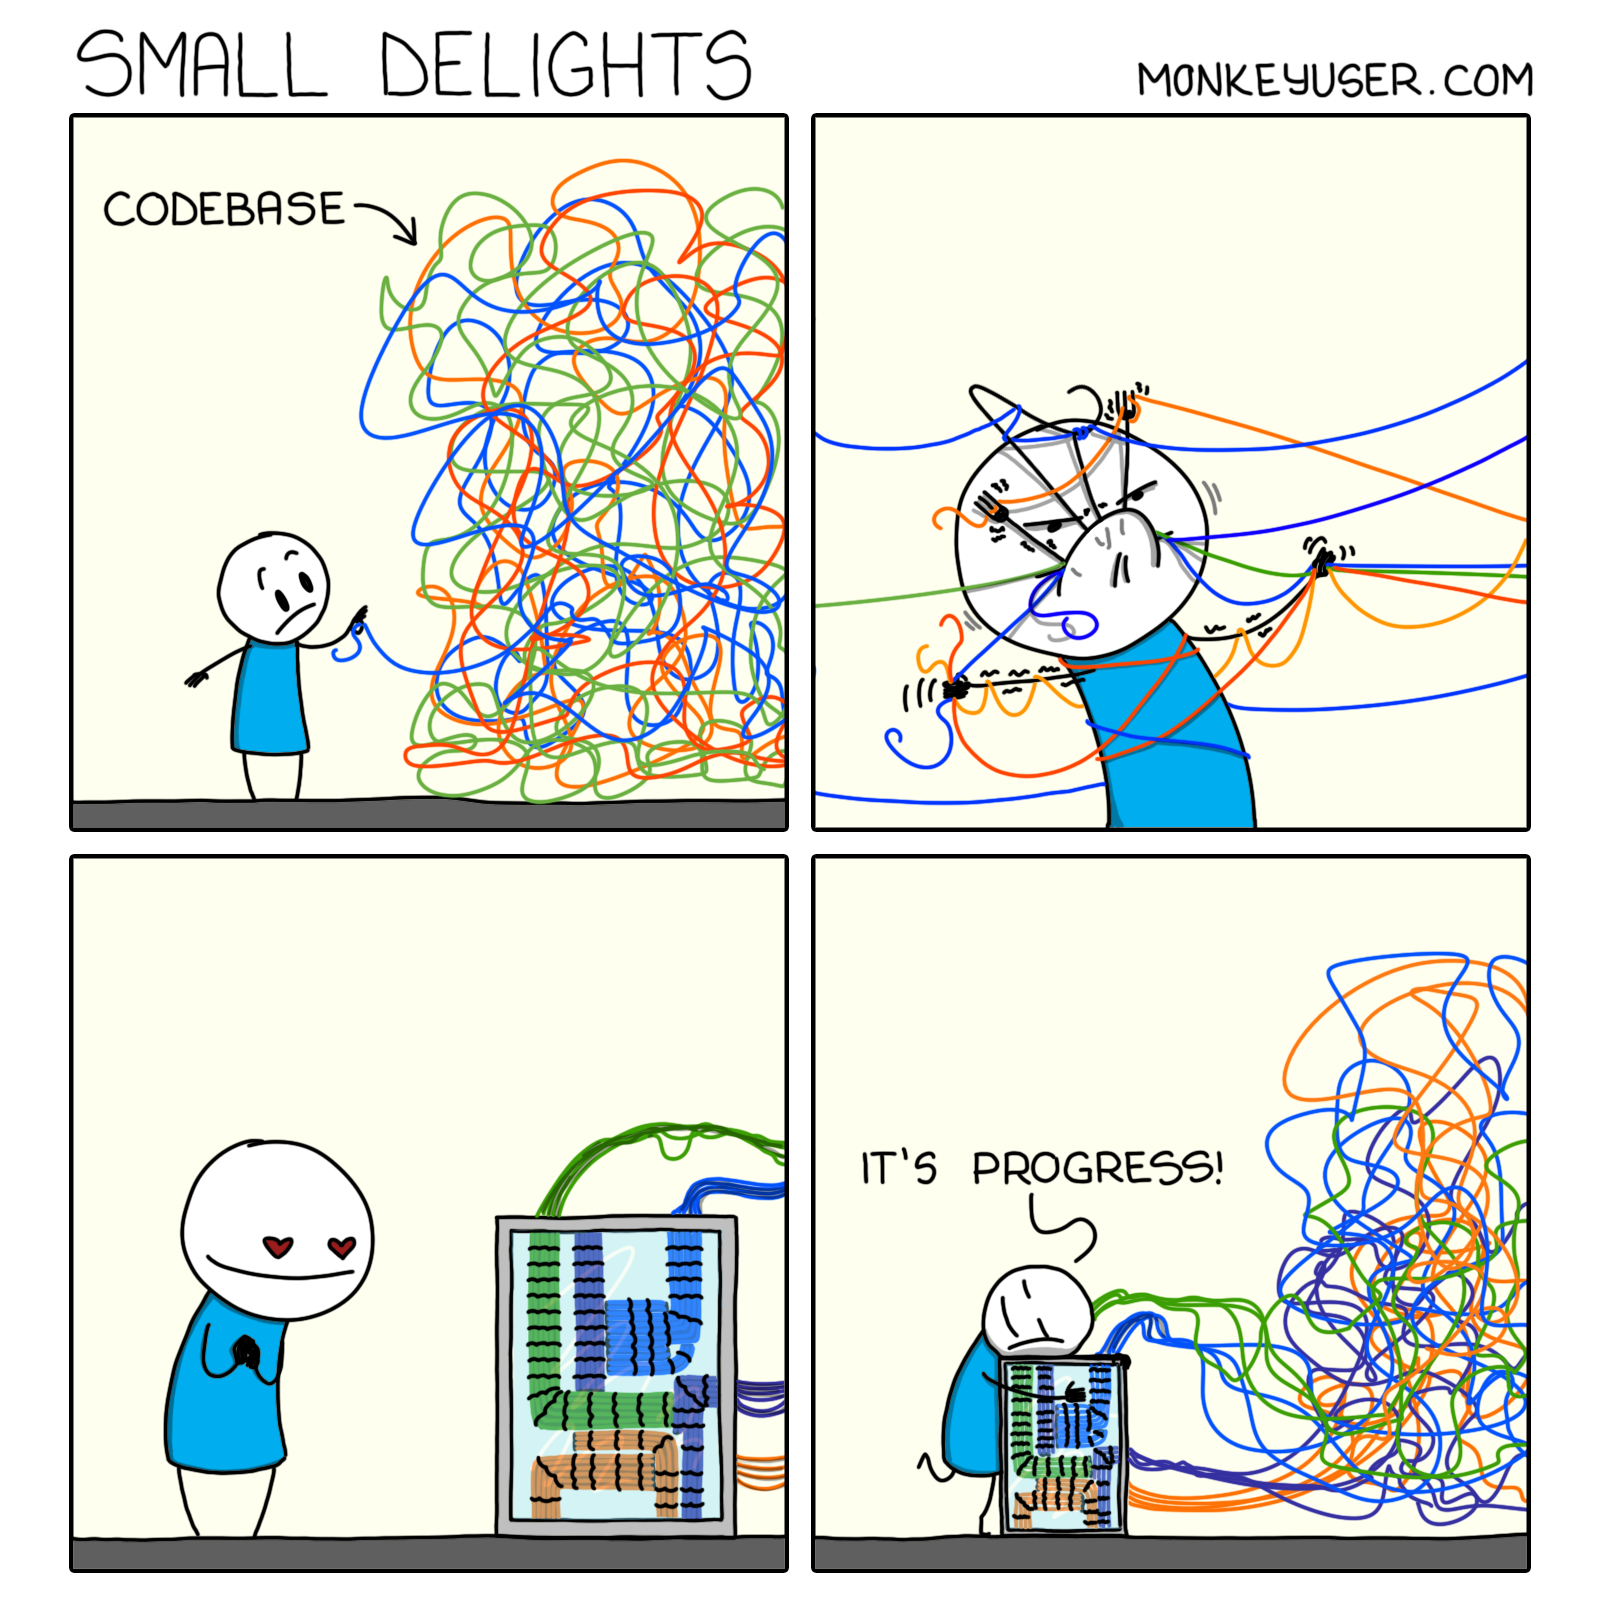 SMALL DELIGHTS
MONKEYUSER.COM
CODEBASE
IT'S PROGRESS!